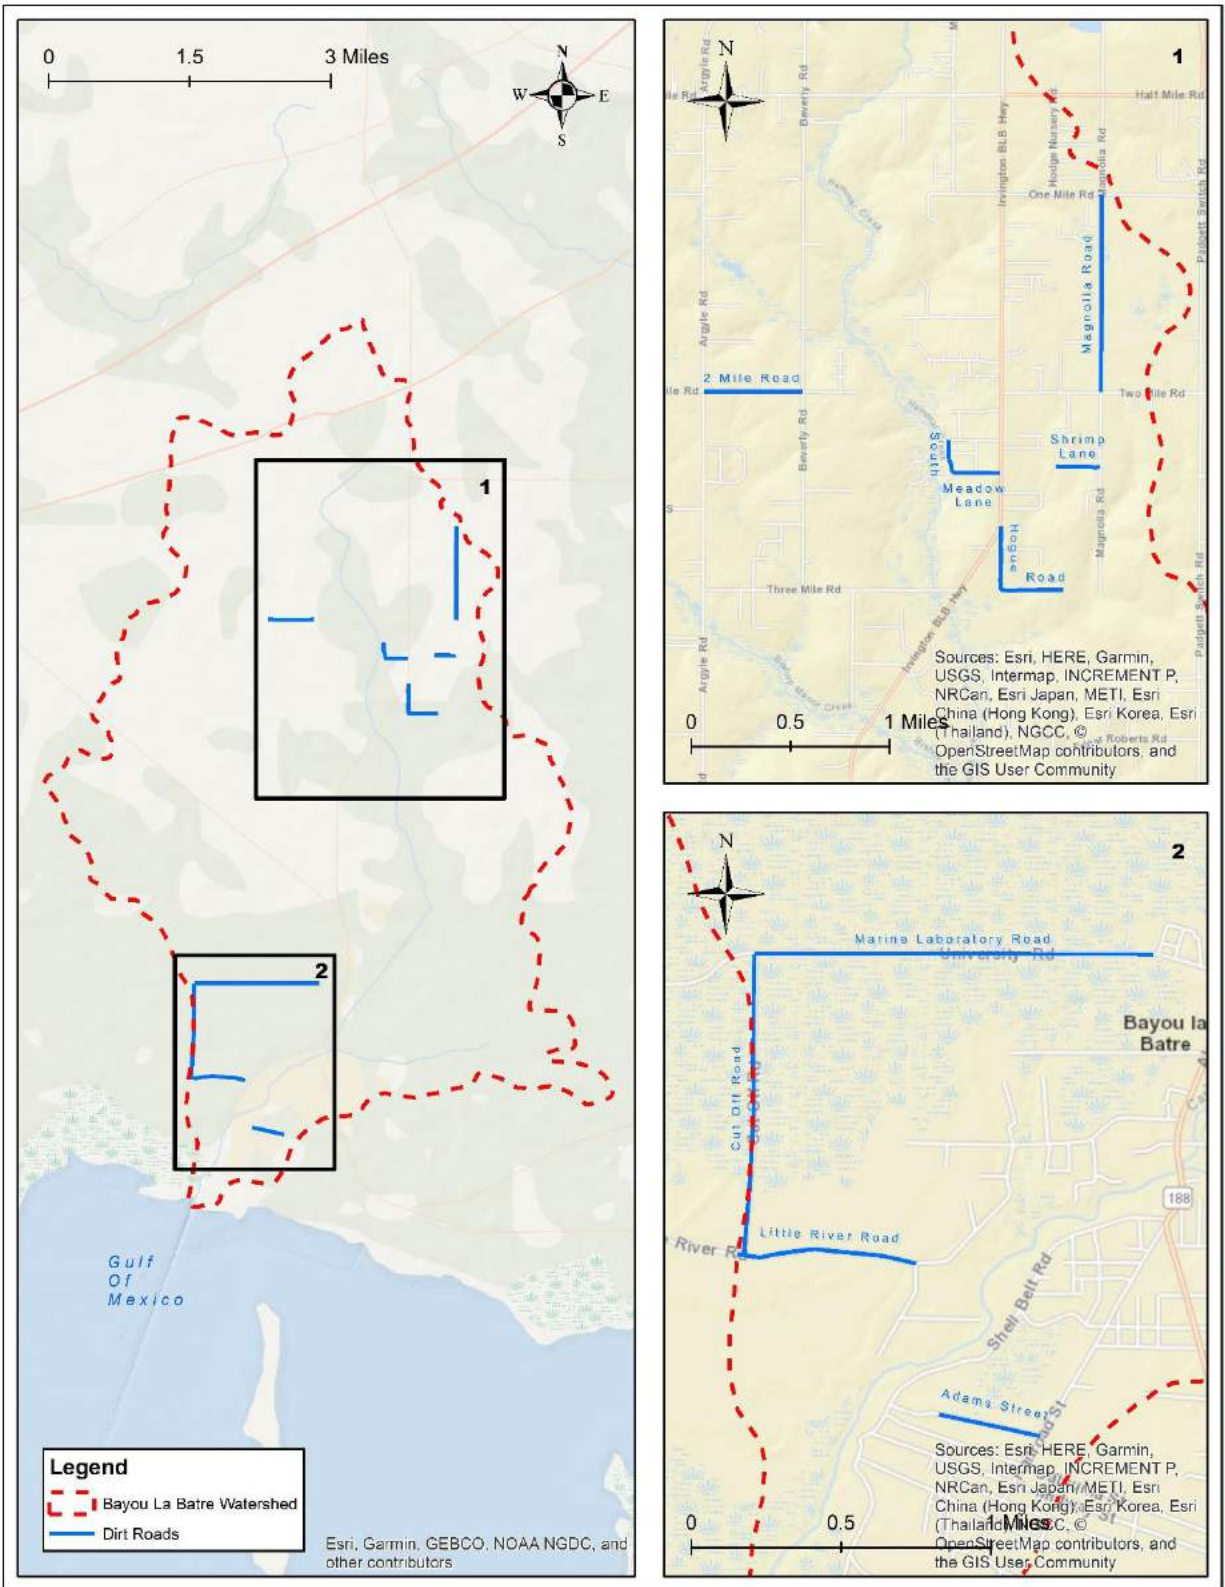 0 1.5 3 Miles
N
W E
S
1
2
Gulf
Of
Mexico
Legend
Bayou La Batre Watershed
Dirt Roads
Esri, Garmin, GEBCO, NOAA NGDC, and
other contributors
1
N
Argyle Rd
Beverly Rd
Irvington BLB Hwy
Hodge Nursery Rd
Magnolia Rd
Half Mile Rd
One Mile Rd
Padgett Switch Rd
Magnolia Road
Argyle Rd
2 Mile Road
ile Rd
Two Mile Rd
Beverly Rd
South
Meadow
Lane
Shrimp
Lane
Magnolia Rd
Hogue
Road
Three Mile Rd
Irvington BLB Hwy
Padgett Switch Rd
Argyle Rd
Roberts Rd
Sources: Esri, HERE, Garmin,
USGS, Intermap, INCREMENT P,
NRCan, Esri Japan, METI, Esri
China (Hong Kong), Esri Korea, Esri
(Thailand), NGCC, ©
OpenStreetMap contributors, and
the GIS User Community
0 0.5 1 Miles
2
N
Marine Laboratory Road
University Rd
Bayou la
Batre
Cut Off Road
Cut Off Rd
188
Little River Road
River R
Shell Belt Rd
Adams Street
Sources: Esri, HERE, Garmin,
USGS, Intermap, INCREMENT P,
NRCan, Esri Japan, METI, Esri
China (Hong Kong), Esri Korea, Esri
(Thailand), NGCC, ©
OpenStreetMap contributors, and
the GIS User Community
0 0.5 1 Miles